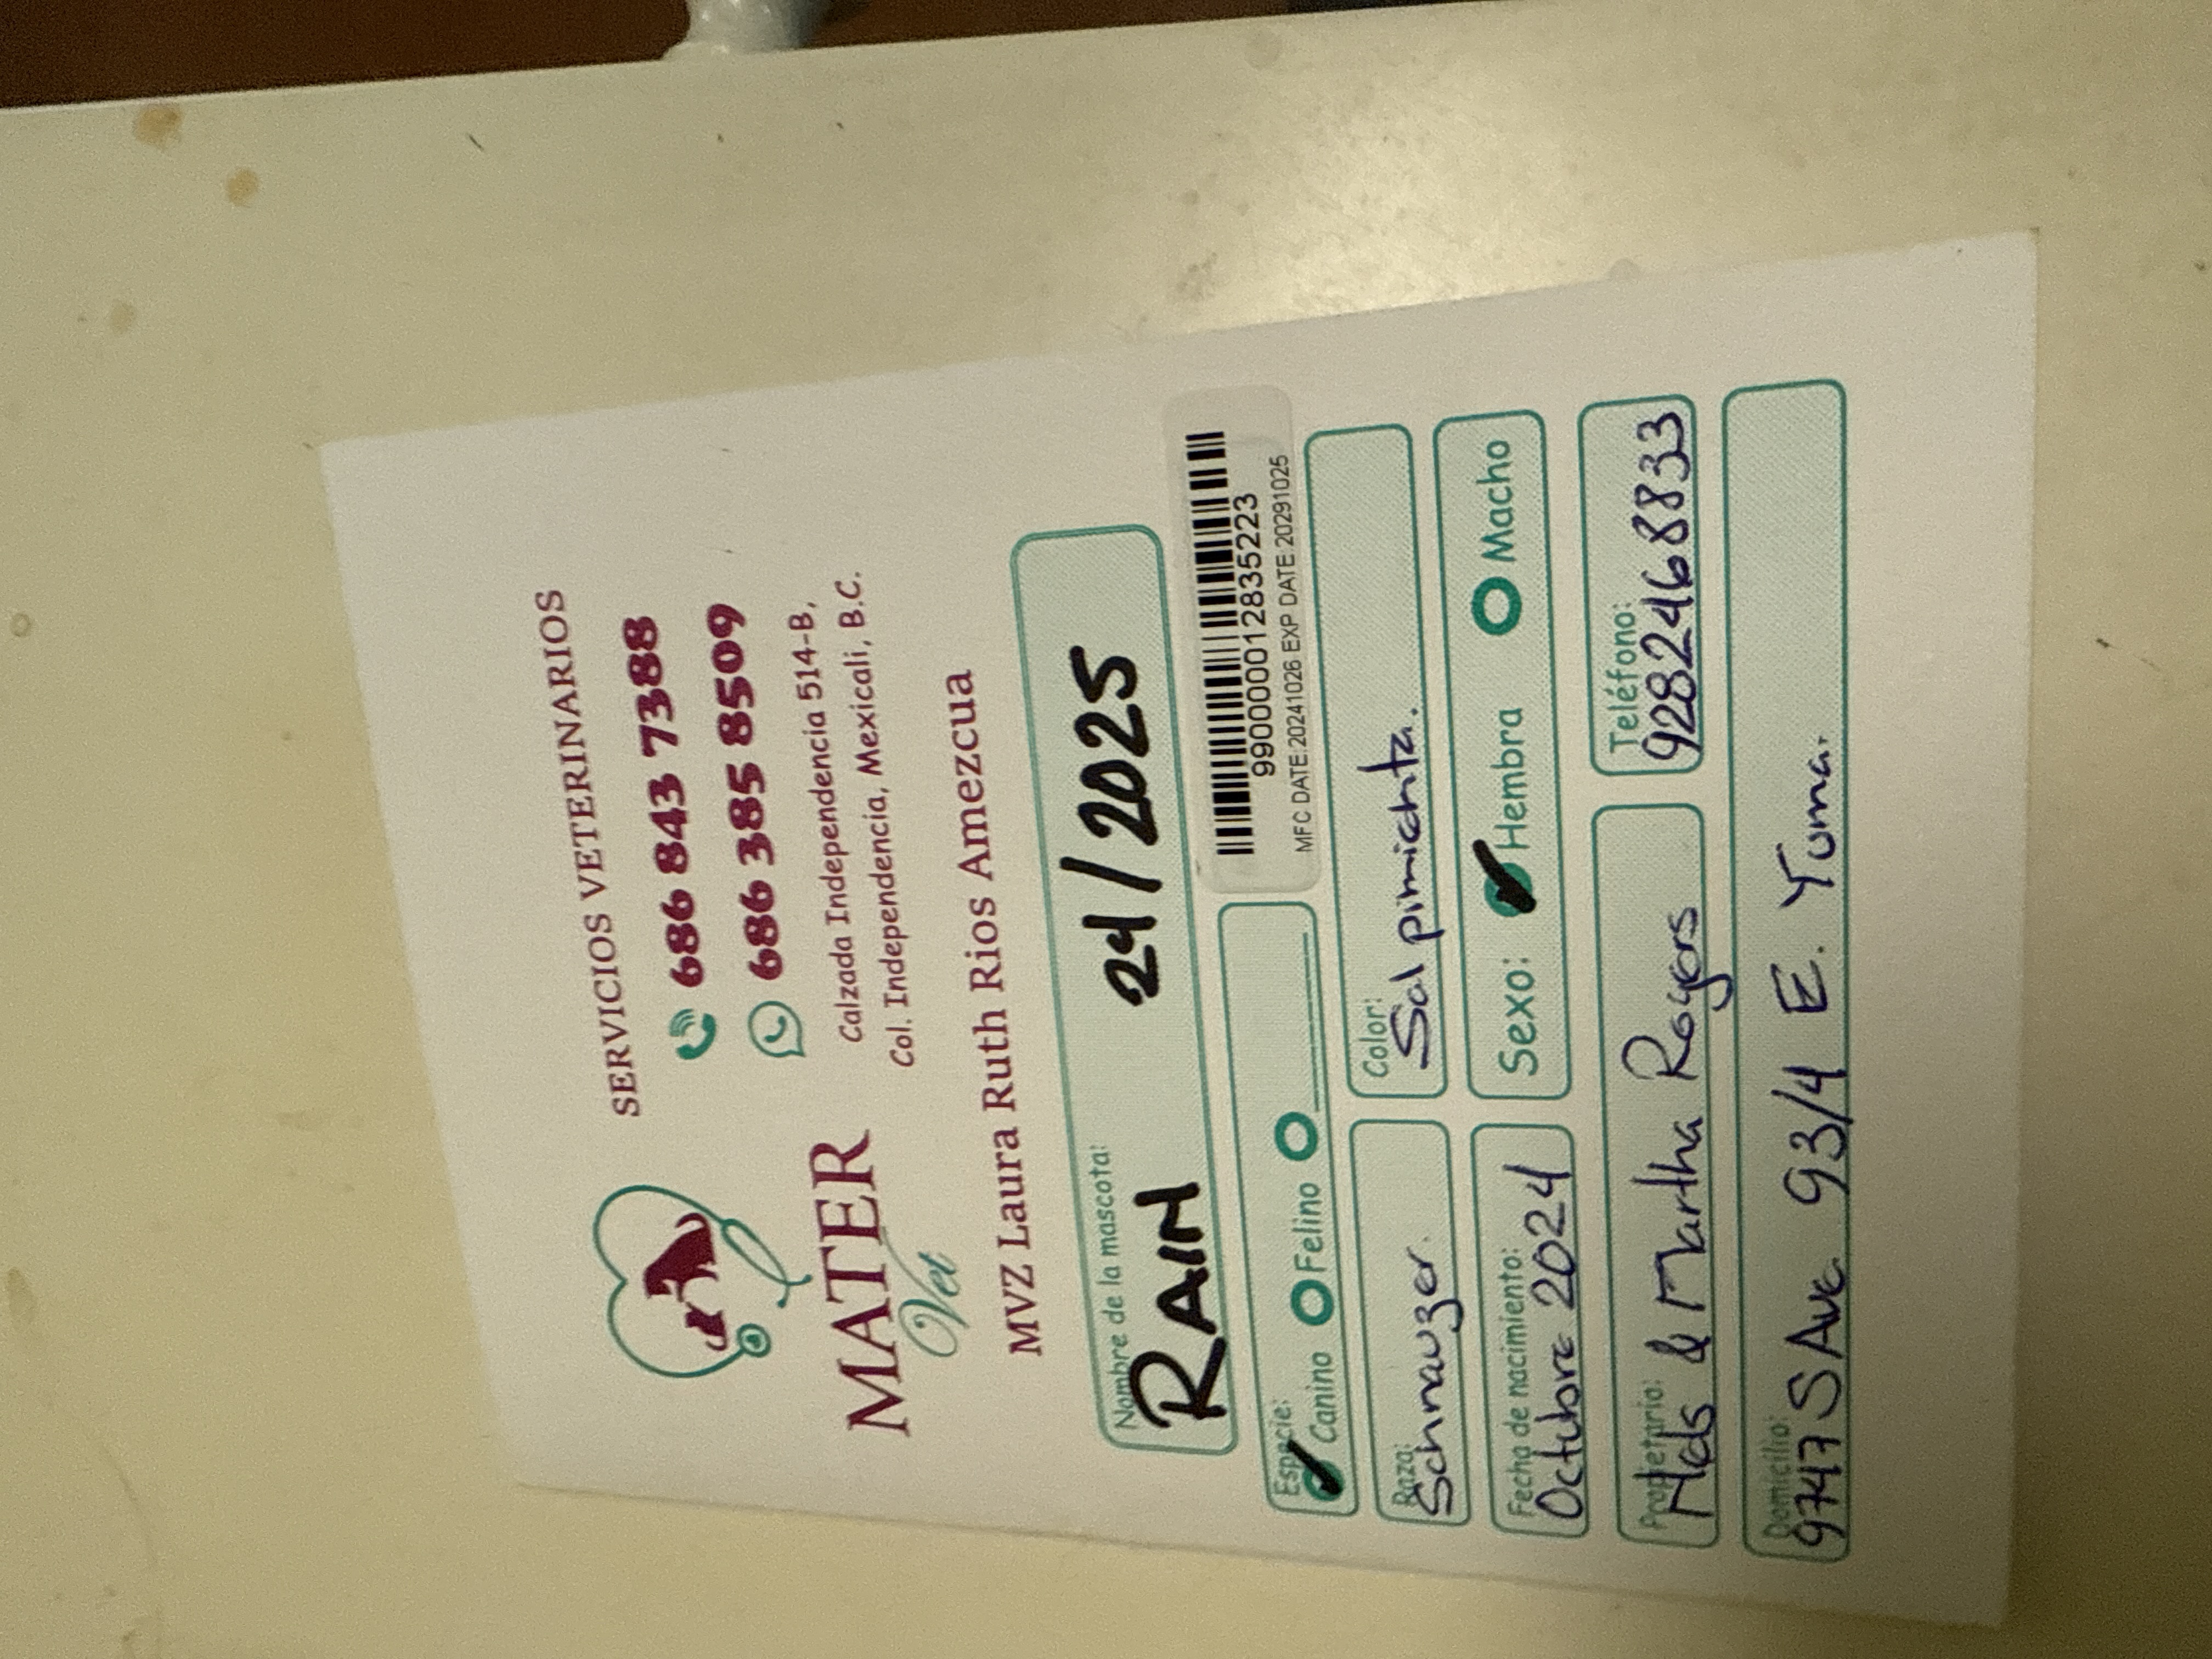 SERVICIOS VETERINARIOS
686 843 7388
686 385 8509
Calzada Independencia 514-B,
Col. Independencia, Mexicali, B.C.
MATER
Vet
MVZ Laura Ruth Rios Amezcua
Nombre de la mascota:
RAIN 24/2025
990000012835223
MFC DATE:20241026 EXP DATE 20291025
Especie:
Canino Felino
Raza:
Schnauzer.
Color:
Sal pimichta.
Fecha de nacimiento:
Octubre 2024
Sexo: Hembra Macho
Propietario:
& Martha Rogers
Teléfono:
9282468833
Domicilio:
9747 S Ave 93/4 E. Yuma.